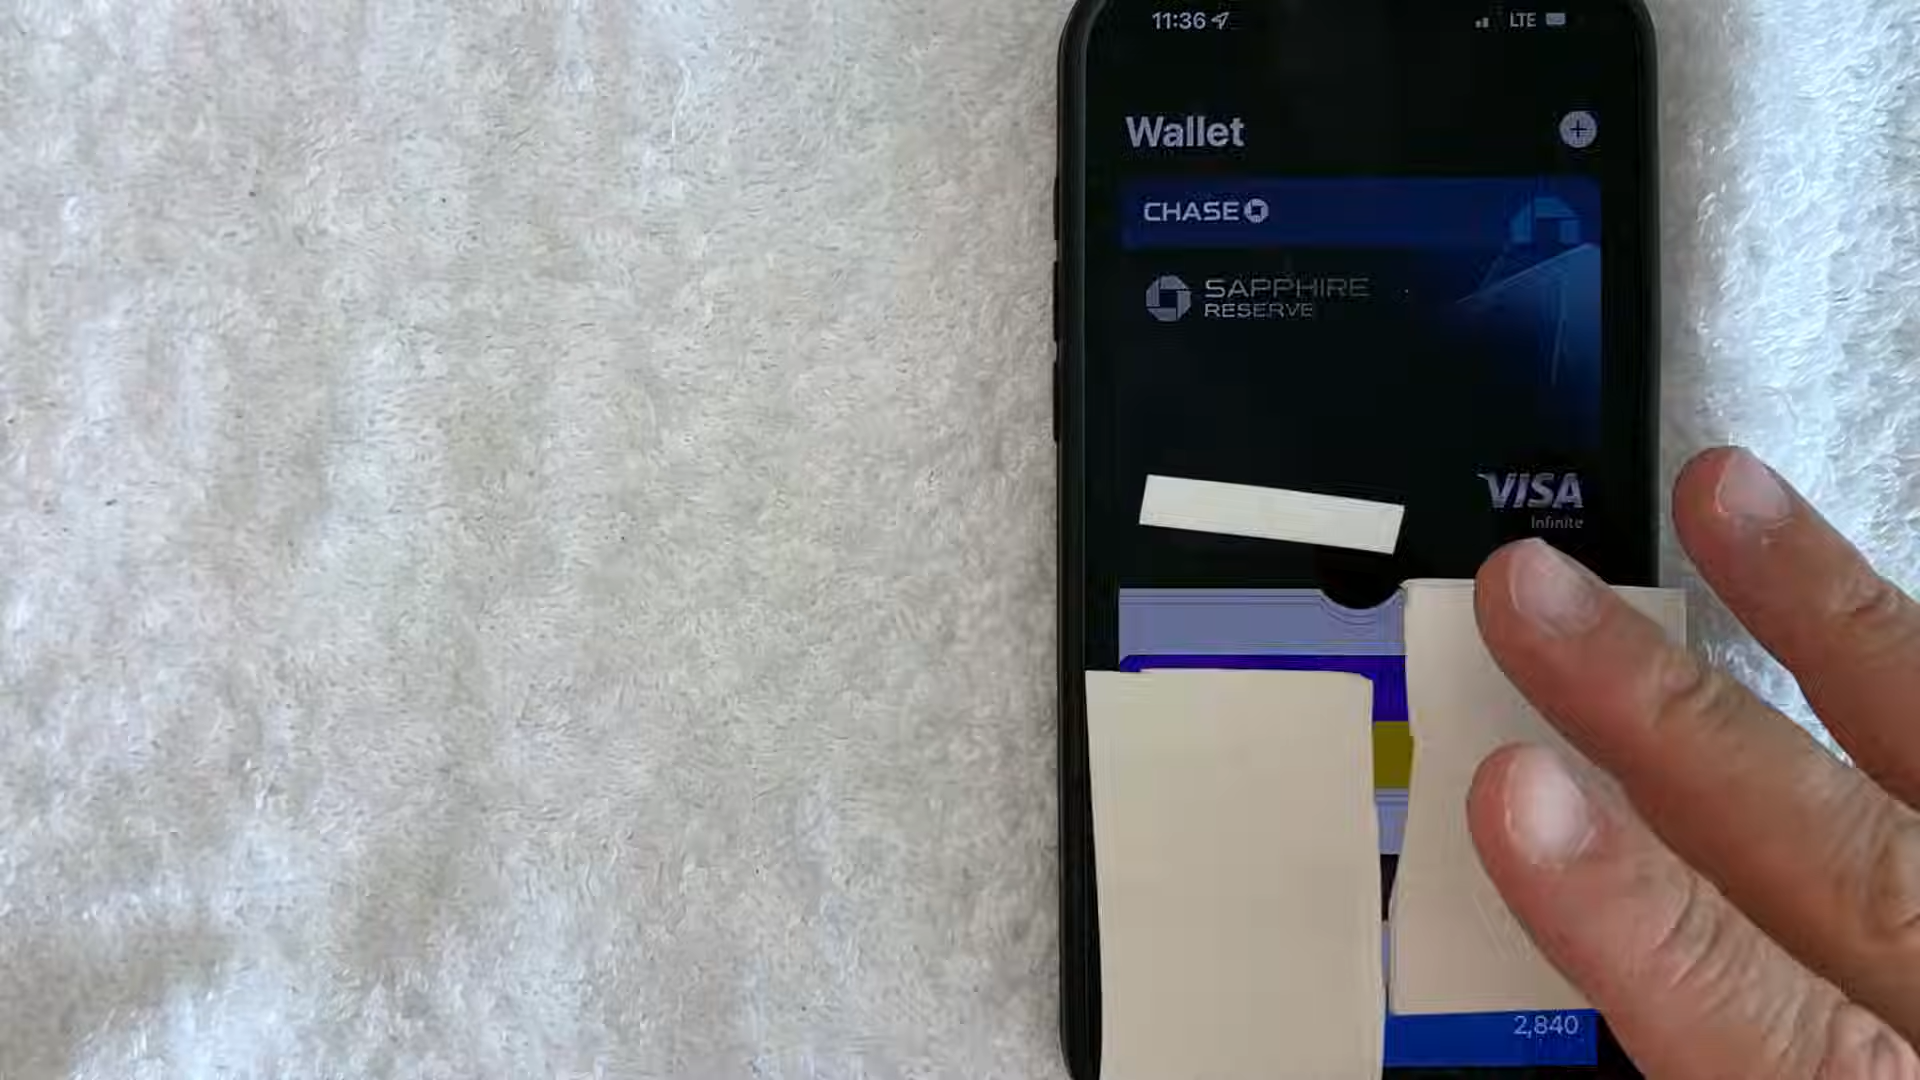 11:36 LTE
Wallet
CHASE
SAPPHIRE
RESERVE
VISA
Infinite
2,840